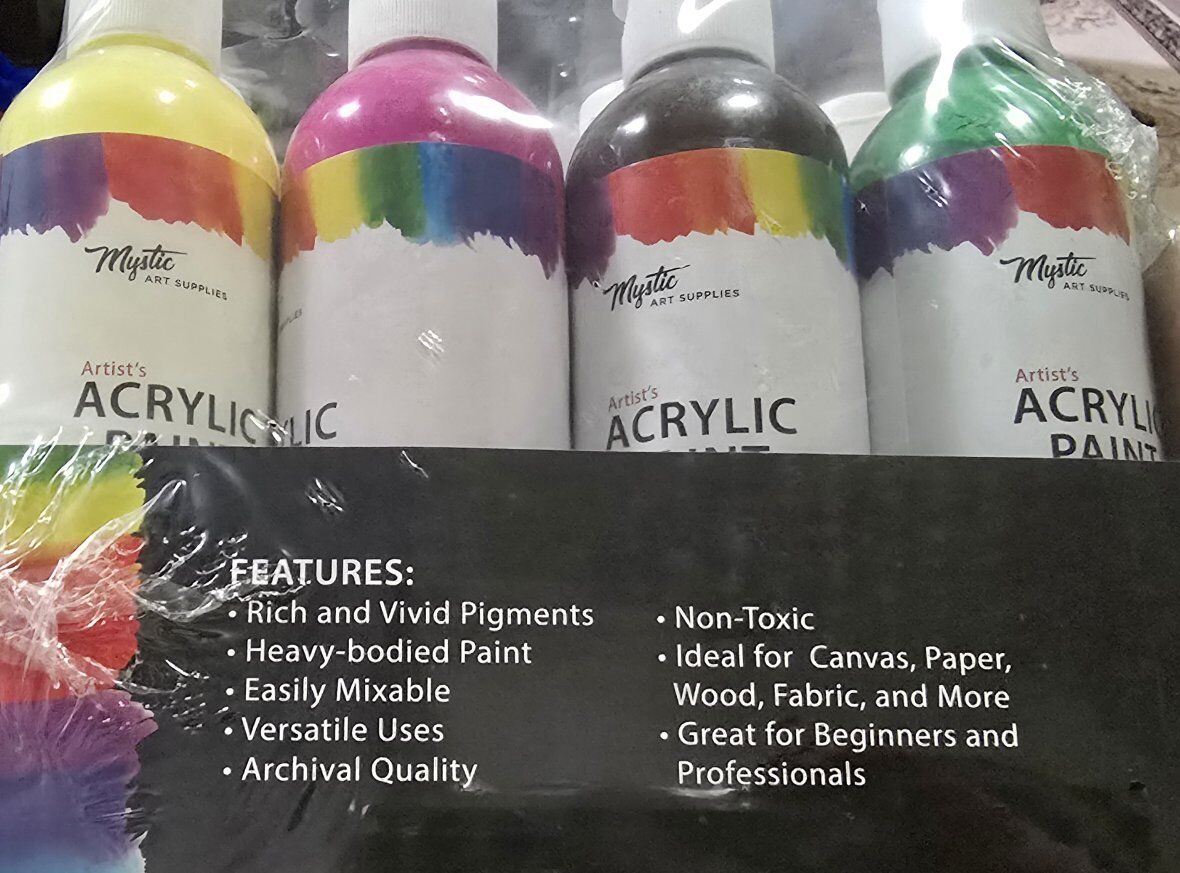 Mystic
ART SUPPLIES
Artist's
ACRYLIC
PAINT
LIC
Mystic
ART SUPPLIES
Artist's
ACRYLIC
PAINT
Mystic
ART SUPPLIES
Artist's
ACRYLIC
PAINT
FEATURES:
• Rich and Vivid Pigments
• Heavy-bodied Paint
• Easily Mixable
• Versatile Uses
• Archival Quality
• Non-Toxic
• Ideal for Canvas, Paper,
Wood, Fabric, and More
• Great for Beginners and
Professionals